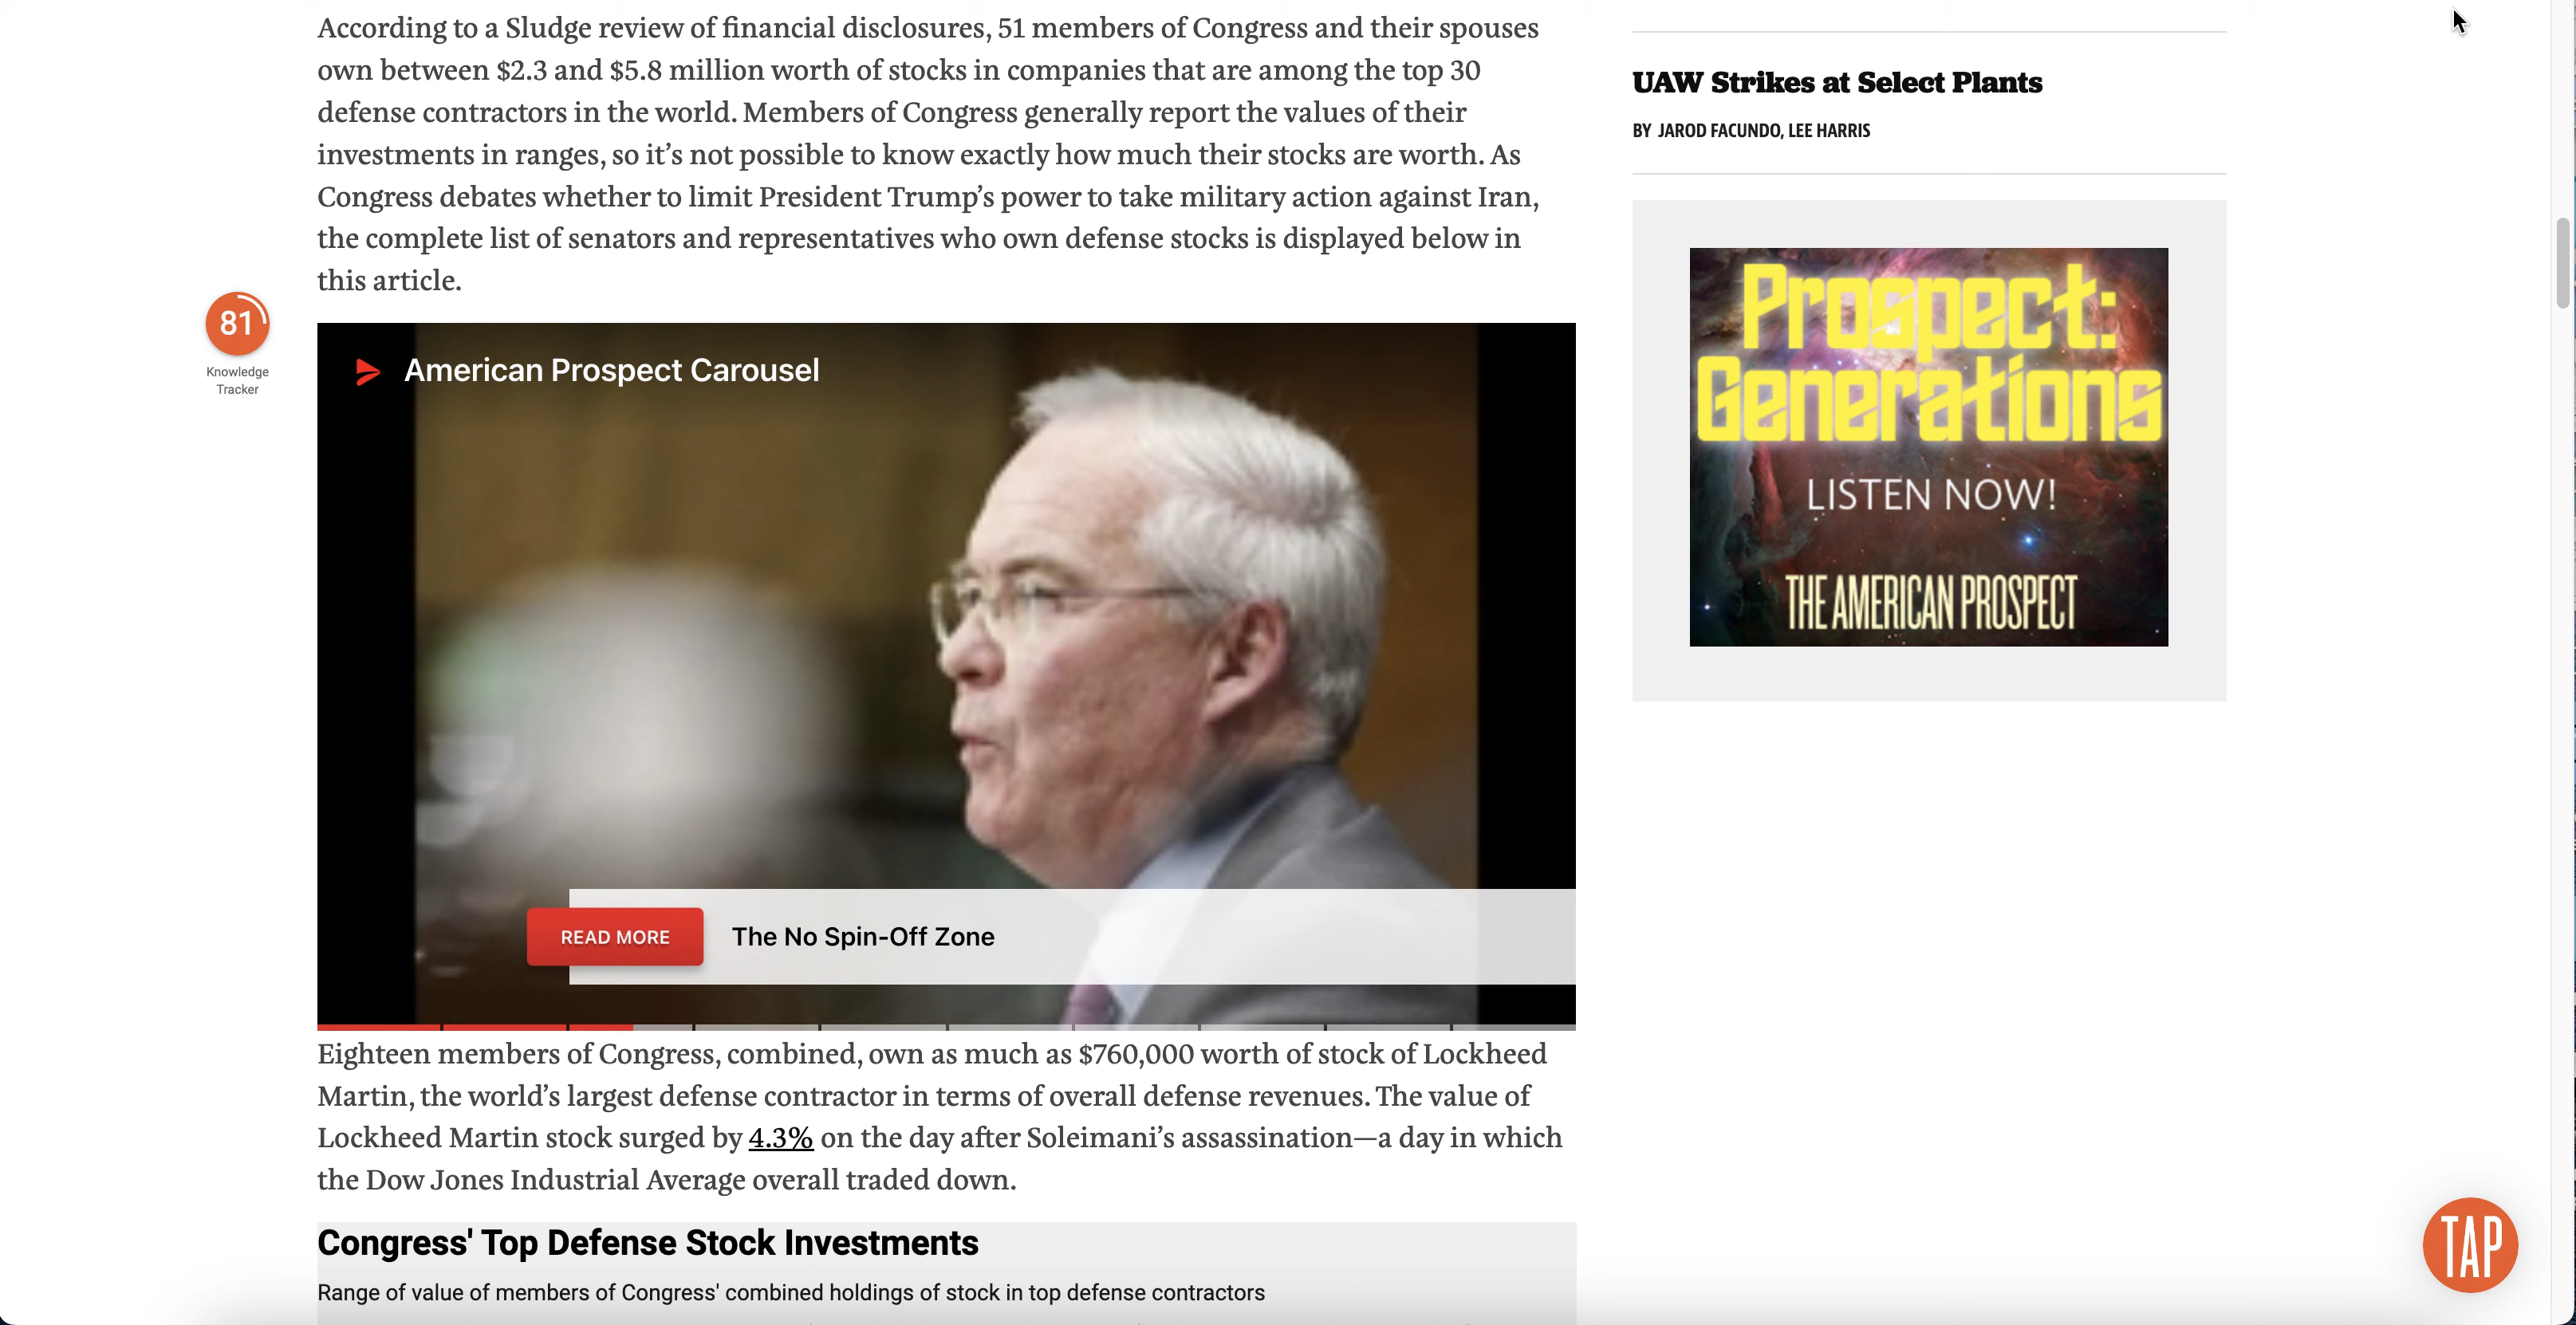 According to a Sludge review of financial disclosures, 51 members of Congress and their spouses
own between $2.3 and $5.8 million worth of stocks in companies that are among the top 30
defense contractors in the world. Members of Congress generally report the values of their
investments in ranges, so it’s not possible to know exactly how much their stocks are worth. As
Congress debates whether to limit President Trump’s power to take military action against Iran,
the complete list of senators and representatives who own defense stocks is displayed below in
this article.
81
Knowledge
Tracker
American Prospect Carousel
READ MORE
The No Spin-Off Zone
Eighteen members of Congress, combined, own as much as $760,000 worth of stock of Lockheed
Martin, the world’s largest defense contractor in terms of overall defense revenues. The value of
Lockheed Martin stock surged by 4.3% on the day after Soleimani’s assassination—a day in which
the Dow Jones Industrial Average overall traded down.
Congress' Top Defense Stock Investments
Range of value of members of Congress' combined holdings of stock in top defense contractors
UAW Strikes at Select Plants
BY JAROD FACUNDO, LEE HARRIS
Prospect:
Generations
LISTEN NOW!
THE AMERICAN PROSPECT
TAP